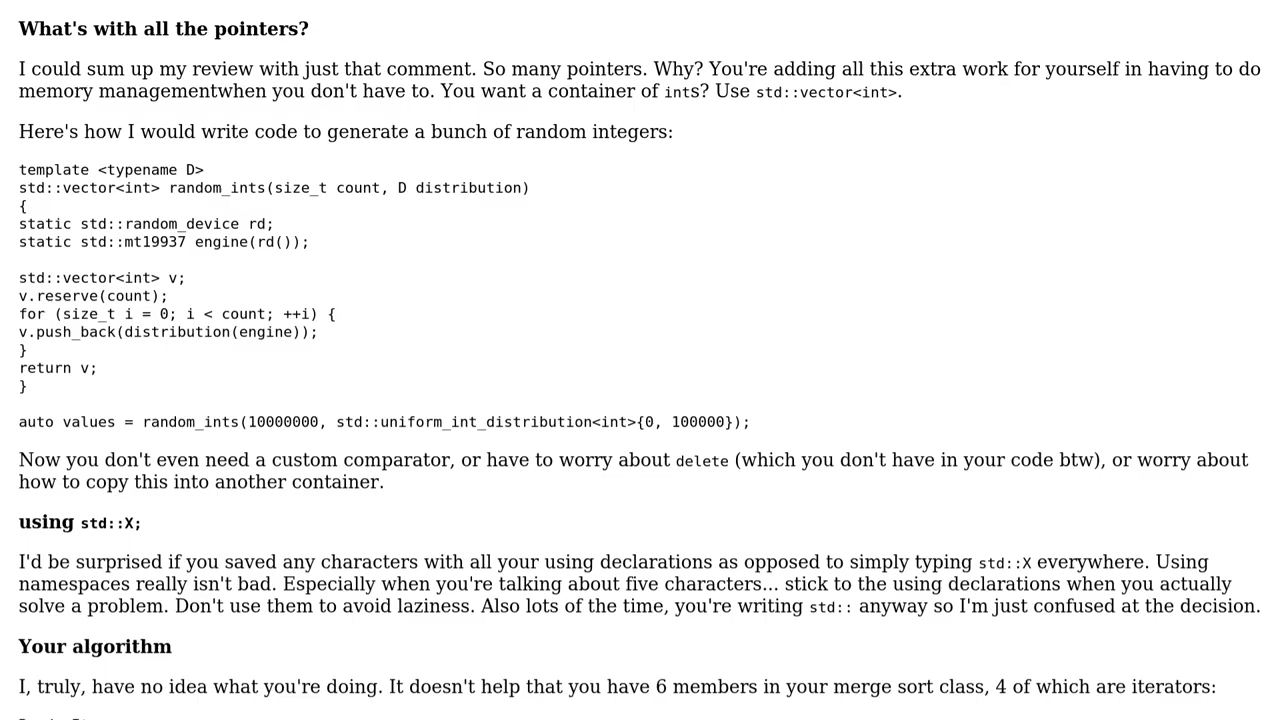 What's with all the pointers?
I could sum up my review with just that comment. So many pointers. Why? You're adding all this extra work for yourself in having to do
memory managementwhen you don't have to. You want a container of ints? Use std::vector<int>.
Here's how I would write code to generate a bunch of random integers:
template <typename D>
std::vector<int> random_ints(size_t count, D distribution)
{
static std::random_device rd;
static std::mt19937 engine(rd());
std::vector<int> v;
v.reserve(count);
for (size_t i = 0; i < count; ++i) {
v.push_back(distribution(engine));
}
return v;
}
auto values = random_ints(10000000, std::uniform_int_distribution<int>{0, 100000});
Now you don't even need a custom comparator, or have to worry about delete (which you don't have in your code btw), or worry about
how to copy this into another container.
using std::X;
I'd be surprised if you saved any characters with all your using declarations as opposed to simply typing std::X everywhere. Using
namespaces really isn't bad. Especially when you're talking about five characters... stick to the using declarations when you actually
solve a problem. Don't use them to avoid laziness. Also lots of the time, you're writing std:: anyway so I'm just confused at the decision.
Your algorithm
I, truly, have no idea what you're doing. It doesn't help that you have 6 members in your merge sort class, 4 of which are iterators: